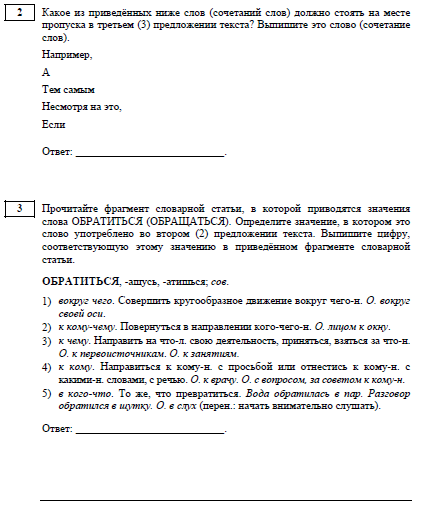 2
Какое из приведённых ниже слов (сочетаний слов) должно стоять на месте
пропуска в третьем (3) предложении текста? Выпишите это слово (сочетание
слов).
Например,
А
Тем самым
Несмотря на это,
Если
Ответ: ___________________________.
3
Прочитайте фрагмент словарной статьи, в которой приводятся значения
слова ОБРАТИТЬСЯ (ОБРАЩАТЬСЯ). Определите значение, в котором это
слово употреблено во втором (2) предложении текста. Выпишите цифру,
соответствующую этому значению в приведённом фрагменте словарной
статьи.
ОБРАТИТЬСЯ, -ащусь, -атишься; сов.
1) вокруг чего. Совершить кругообразное движение вокруг чего-н. О. вокруг
своей оси.
2) к кому-чему. Повернуться в направлении кого-чего-н. О. лицом к окну.
3) к чему. Направить на что-л. свою деятельность, приняться, взяться за что-н.
О. к первоисточникам. О. к занятиям.
4) к кому. Направиться к кому-н. с просьбой или отнестись к кому-н. с
какими-н. словами, с речью. О. к врачу. О. с вопросом, за советом к кому-н.
5) в кого-что. То же, что превратиться. Вода обратилась в пар. Разговор
обратился в шутку. О. в слух (перен.: начать внимательно слушать).
Ответ: ___________________________.